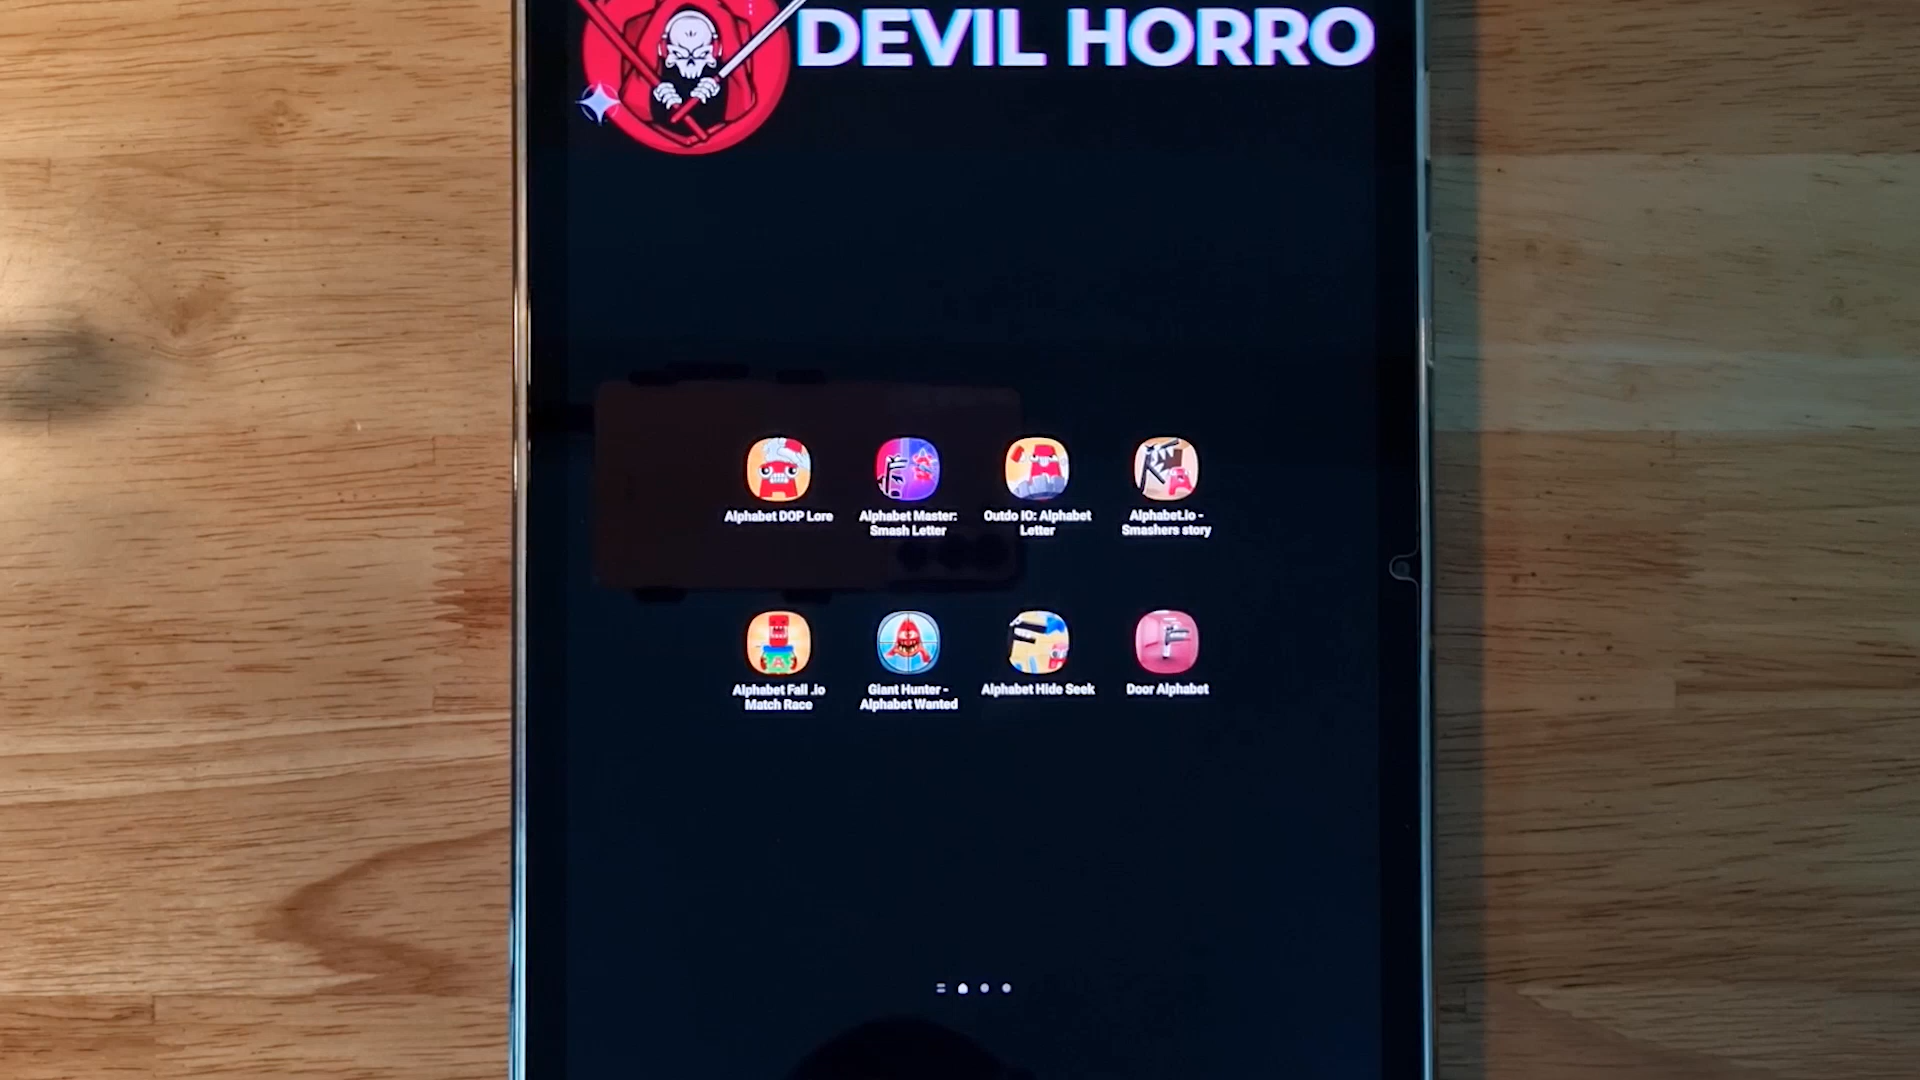 DEVIL HORRO
Alphabet DOP Lore
Alphabet Master:
Smash Letter
Outdo IO: Alphabet
Letter
Alphabet.io -
Smashers story
Alphabet Fall .io
Match Race
Giant Hunter -
Alphabet Wanted
Alphabet Hide Seek
Door Alphabet